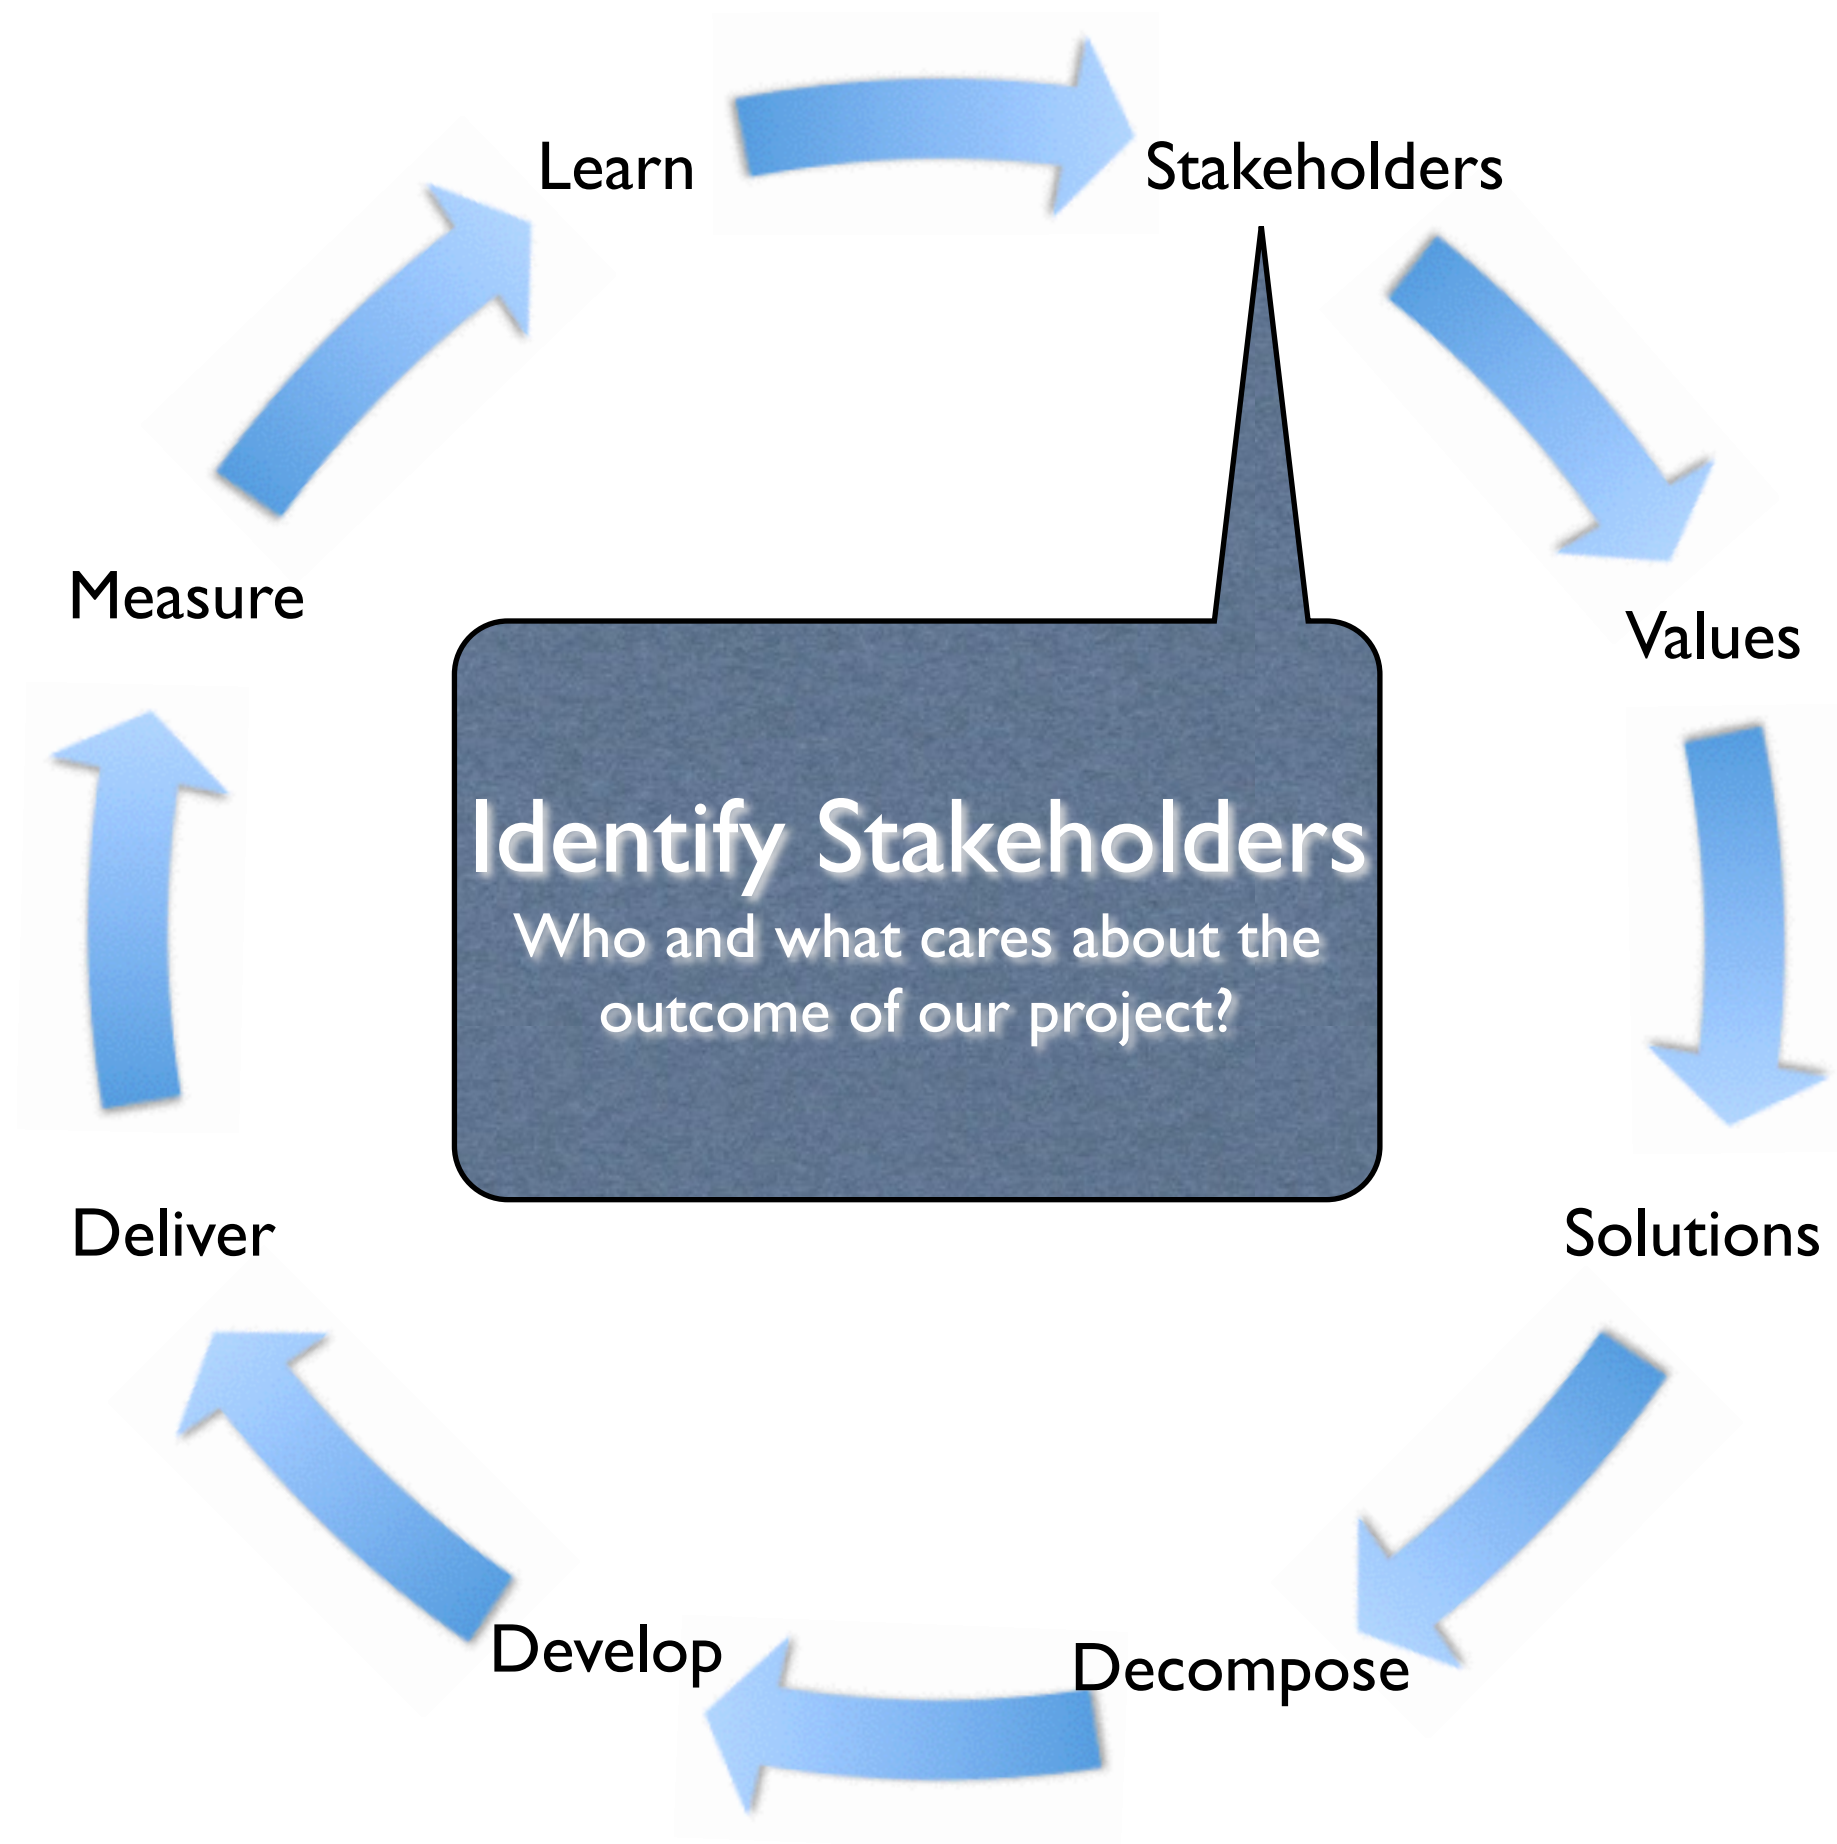 Learn
Stakeholders
Measure
Values
Identify Stakeholders
Who and what cares about the
outcome of our project?
Deliver
Solutions
Develop
Decompose